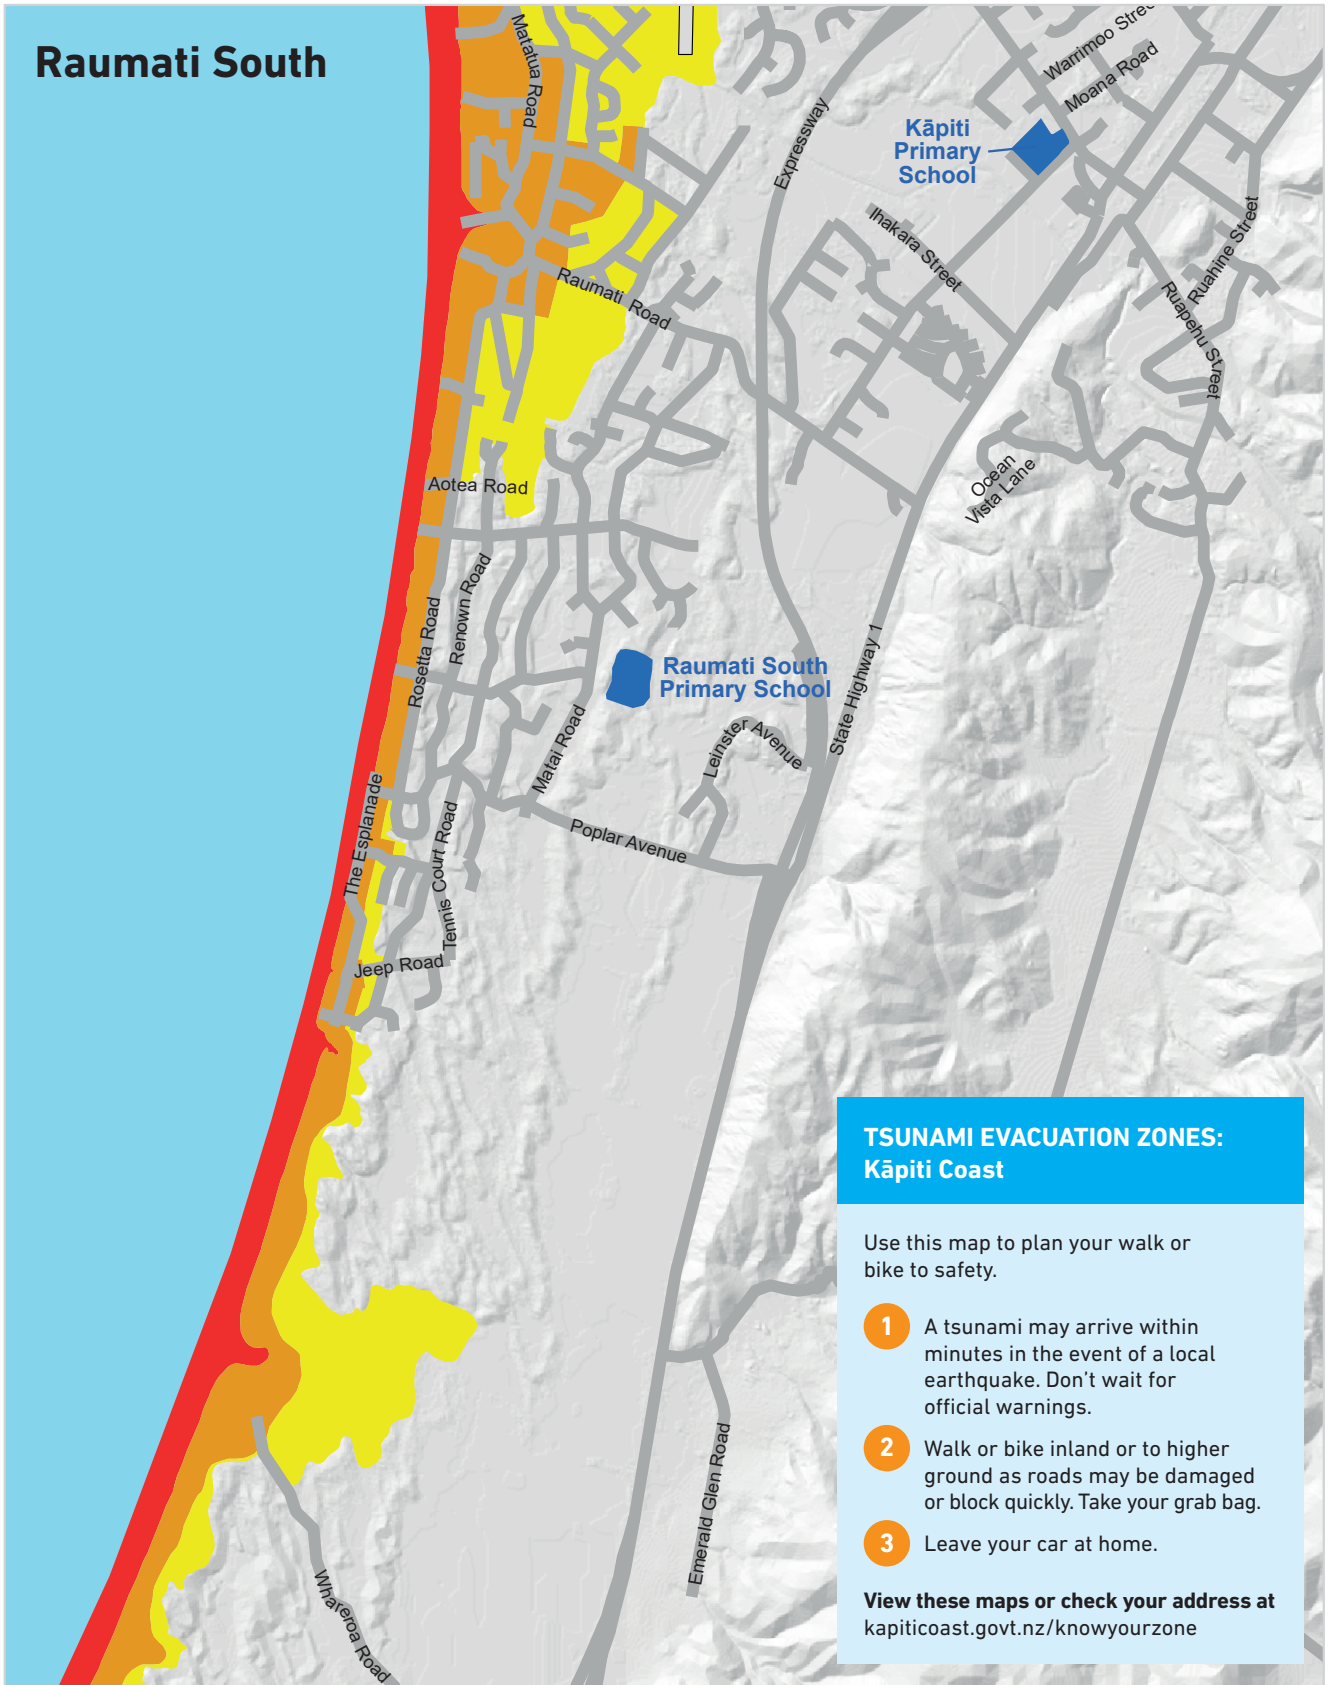 Raumati South
Matatua Road
Warrimoo Stree
Moana Road
Expressway
Kāpiti
Primary
School
Ihakara Street
Ruahine Street
Ruapehu Street
Raumati Road
Ocean
Vista Lane
Aotea Road
Renown Road
Rosetta Road
Raumati South
Primary School
State Highway 1
Matai Road
Leinster Avenue
The Esplanade
Poplar Avenue
Tennis Court Road
Jeep Road
Emerald Glen Road
Whareroa Road
TSUNAMI EVACUATION ZONES:
Kāpiti Coast
Use this map to plan your walk or
bike to safety.
1 A tsunami may arrive within
minutes in the event of a local
earthquake. Don't wait for
official warnings.
2 Walk or bike inland or to higher
ground as roads may be damaged
or block quickly. Take your grab bag.
3 Leave your car at home.
View these maps or check your address at
kapiticoast.govt.nz/knowyourzone